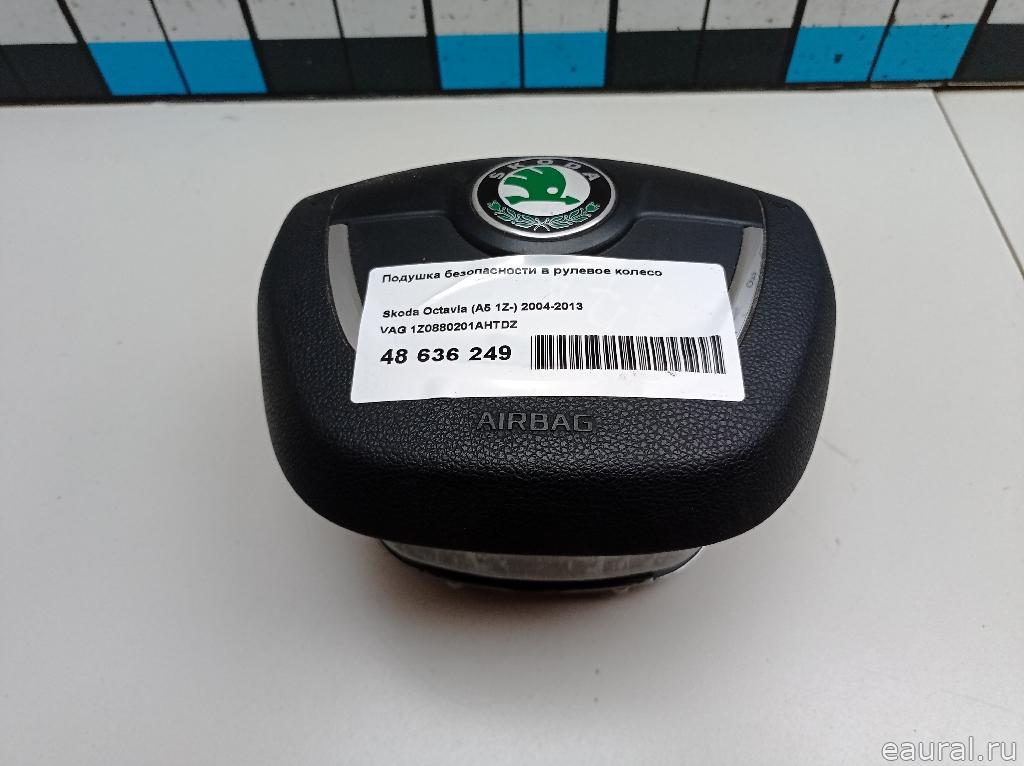 SKODA
Подушка безопасности в рулевое колесо
Skoda Octavia (A5 1Z-) 2004-2013
VAG 1Z0880201AHTDZ
48 636 249
AIRBAG
eaural.ru